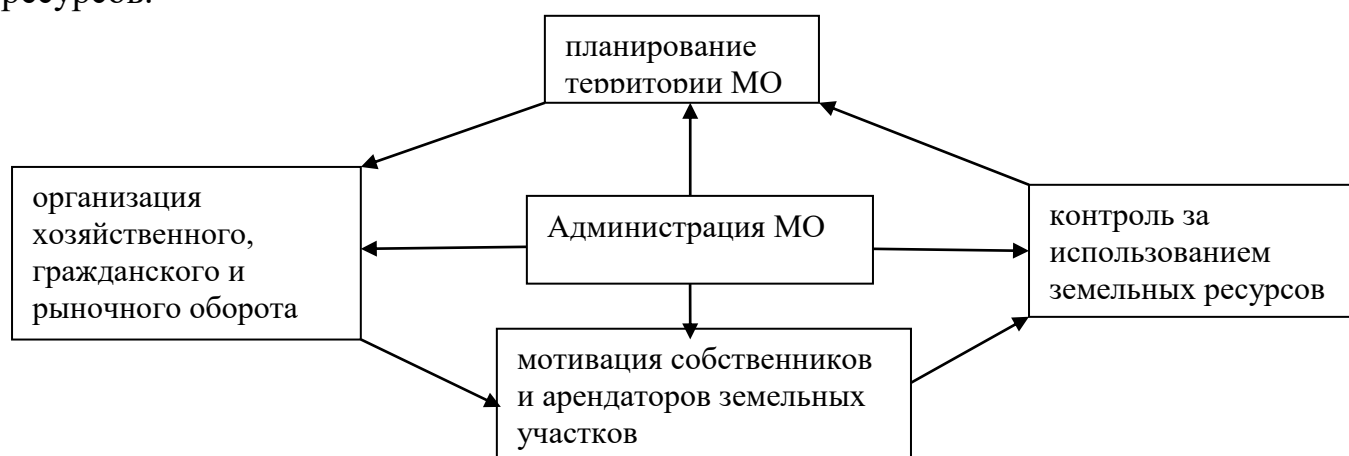 ресурсов.
планирование
территории МО
организация
хозяйственного,
гражданского и
рыночного оборота
Администрация МО
контроль за
использованием
земельных ресурсов
мотивация собственников
и арендаторов земельных
участков